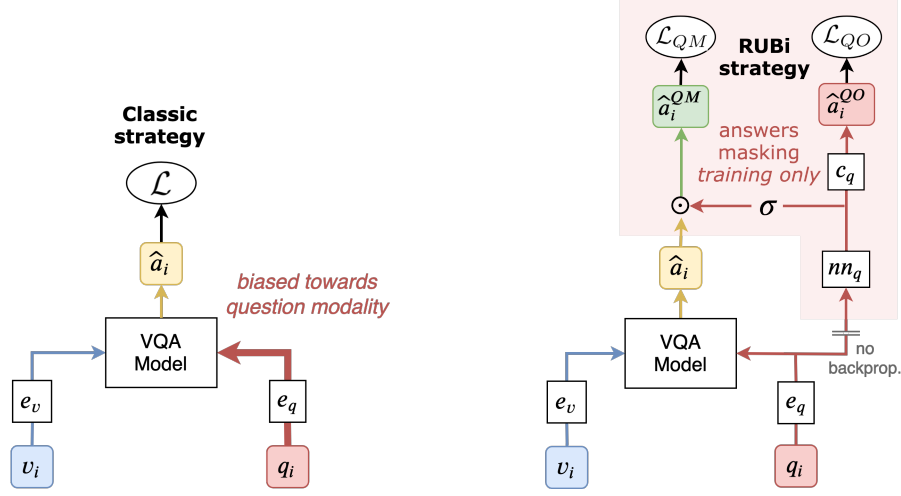 Classic
strategy
ℒ
â_i
biased towards
question modality
VQA
Model
e_v
e_q
v_i
q_i
ℒ_QM
RUBi
strategy
ℒ_QO
â_i^QM
â_i^QO
answers
masking
training only
c_q
⊙
σ
â_i
nn_q
VQA
Model
no
backprop.
e_v
e_q
v_i
q_i